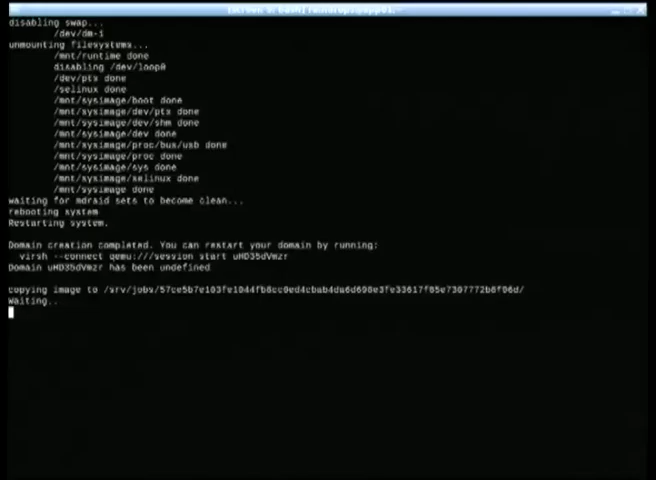 disabling swap...
/dev/dm-1
unmounting filesystems...
/mnt/runtime done
disabling /dev/loop0
/dev/pts done
/selinux done
/mnt/sysimage/boot done
/mnt/sysimage/dev/pts done
/mnt/sysimage/dev/shm done
/mnt/sysimage/dev done
/mnt/sysimage/proc/bus/usb done
/mnt/sysimage/proc done
/mnt/sysimage/sys done
/mnt/sysimage/selinux done
/mnt/sysimage done
waiting for mdraid sets to become clean...
rebooting system
Restarting system.
Domain creation completed. You can restart your domain by running:
virsh --connect qemu:///session start uHD35dVmzr
Domain uHD35dVmzr has been undefined
copying image to
Waiting..